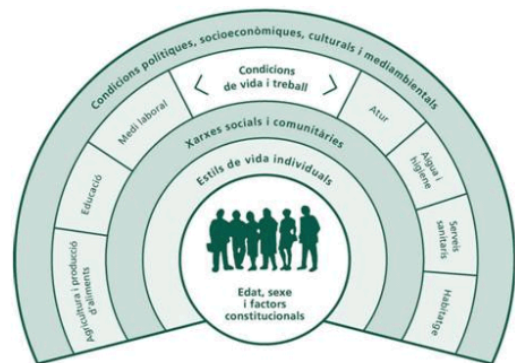 Condicions polítiques, socioeconòmiques, culturals i mediambientals
Condicions
de vida i treball
Agricultura i producció
d'aliments
Educació
Medi laboral
Atur
Aigua i
higiene
Serveis
sanitaris
Habitatge
Xarxes socials i comunitàries
Estils de vida individuals
Edat, sexe
i factors
constitucionals